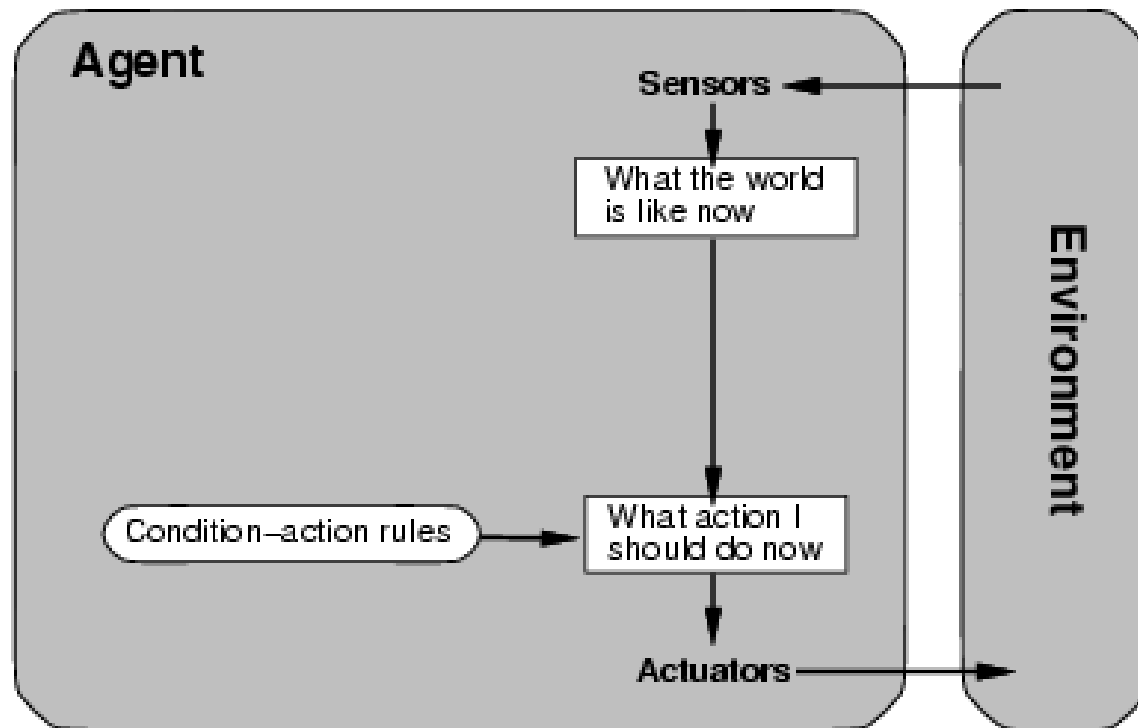 Agent
Sensors
What the world
is like now
Environment
Condition–action rules
What action I
should do now
Actuators